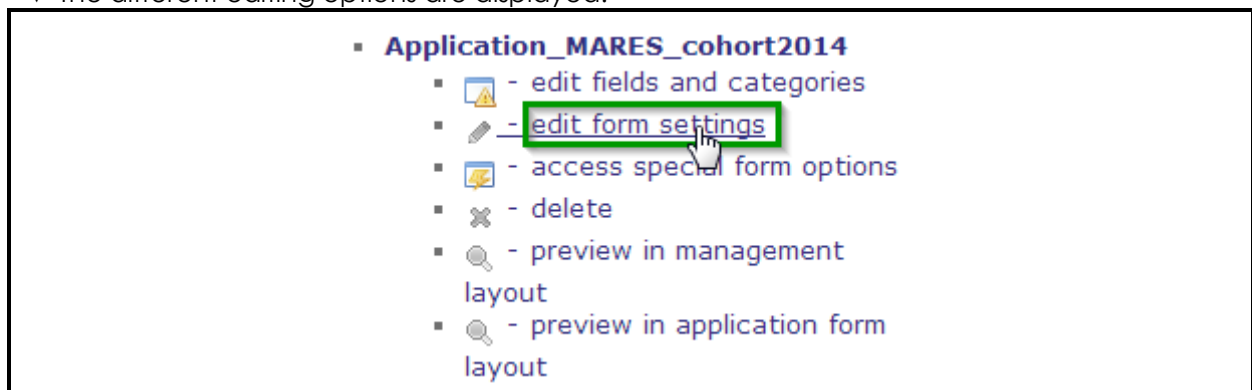 The different editing options are displayed.
Application_MARES_cohort2014
- edit fields and categories
- edit form settings
- access special form options
- delete
- preview in management
layout
- preview in application form
layout